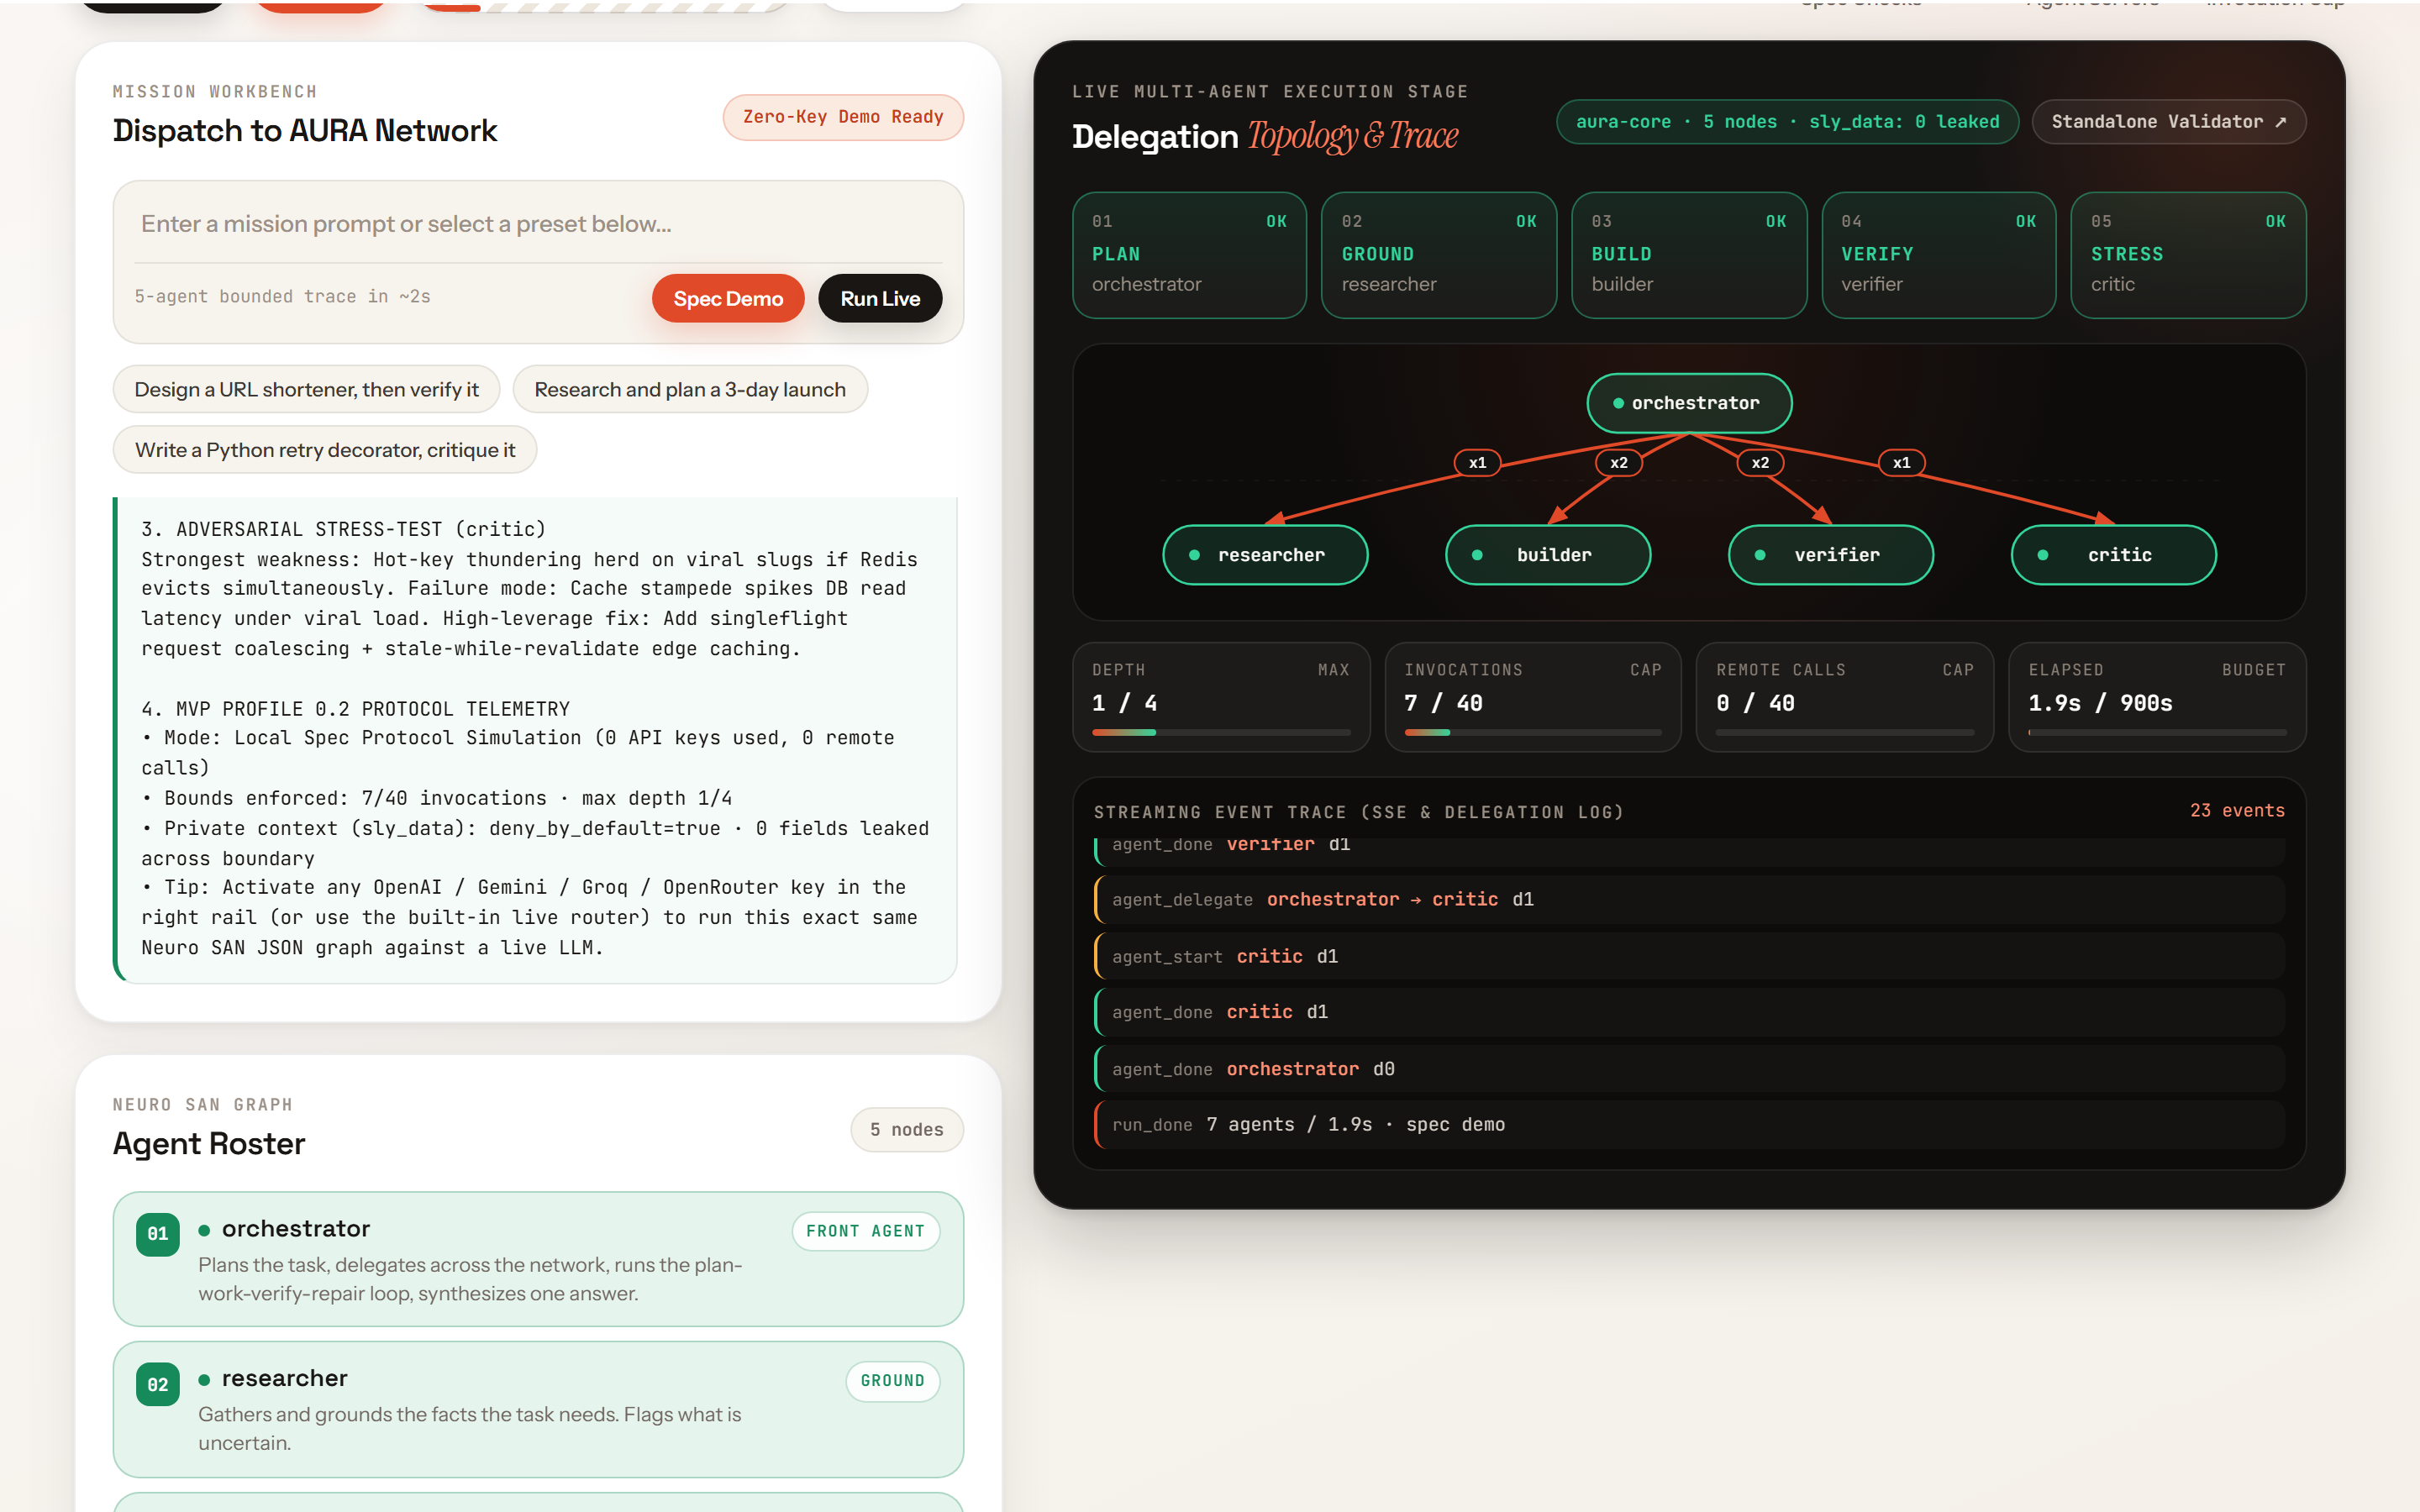 MISSION WORKBENCH
Dispatch to AURA Network
Zero-Key Demo Ready
Enter a mission prompt or select a preset below...
5-agent bounded trace in ~2s
Spec Demo
Run Live
Design a URL shortener, then verify it
Research and plan a 3-day launch
Write a Python retry decorator, critique it
3. ADVERSARIAL STRESS-TEST (critic)
Strongest weakness: Hot-key thundering herd on viral slugs if Redis
evicts simultaneously. Failure mode: Cache stampede spikes DB read
latency under viral load. High-leverage fix: Add singleflight
request coalescing + stale-while-revalidate edge caching.
4. MVP PROFILE 0.2 PROTOCOL TELEMETRY
• Mode: Local Spec Protocol Simulation (0 API keys used, 0 remote
calls)
• Bounds enforced: 7/40 invocations · max depth 1/4
• Private context (sly_data): deny_by_default=true · 0 fields leaked
across boundary
• Tip: Activate any OpenAI / Gemini / Groq / OpenRouter key in the
right rail (or use the built-in live router) to run this exact same
Neuro SAN JSON graph against a live LLM.
NEURO SAN GRAPH
Agent Roster
5 nodes
01
orchestrator
FRONT AGENT
Plans the task, delegates across the network, runs the plan-
work-verify-repair loop, synthesizes one answer.
02
researcher
GROUND
Gathers and grounds the facts the task needs. Flags what is
uncertain.
LIVE MULTI-AGENT EXECUTION STAGE
Delegation Topology & Trace
aura-core · 5 nodes · sly_data: 0 leaked
Standalone Validator ↗
01 OK
PLAN
orchestrator
02 OK
GROUND
researcher
03 OK
BUILD
builder
04 OK
VERIFY
verifier
05 OK
STRESS
critic
orchestrator
x1
x2
x2
x1
researcher
builder
verifier
critic
DEPTH MAX
1 / 4
INVOCATIONS CAP
7 / 40
REMOTE CALLS CAP
0 / 40
ELAPSED BUDGET
1.9s / 900s
STREAMING EVENT TRACE (SSE & DELEGATION LOG)
23 events
agent_done verifier d1
agent_delegate orchestrator → critic d1
agent_start critic d1
agent_done critic d1
agent_done orchestrator d0
run_done 7 agents / 1.9s · spec demo